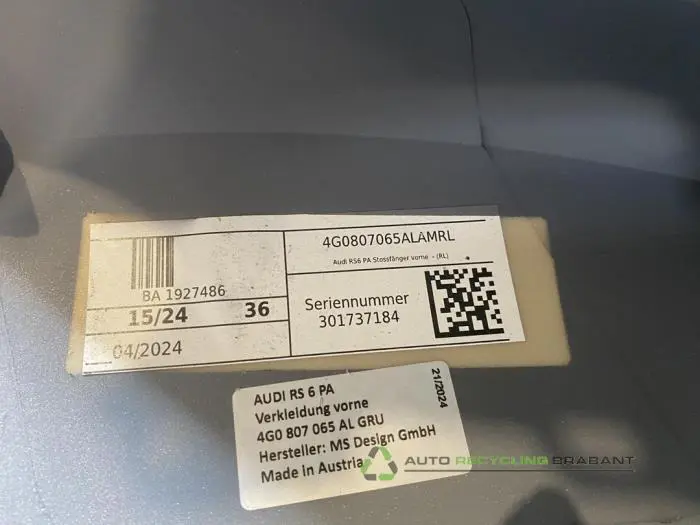 4G0807065ALAMRL
Audi RS6 PA Stossfänger vorne - (RL)
BA 1927486
15/24 36
04/2024
Seriennummer
301737184
AUDI RS 6 PA
Verkleidung vorne
4G0 807 065 AL GRU
Hersteller: MS Design GmbH
Made in Austria
21/2024
AUTO RECYCLING BRABANT